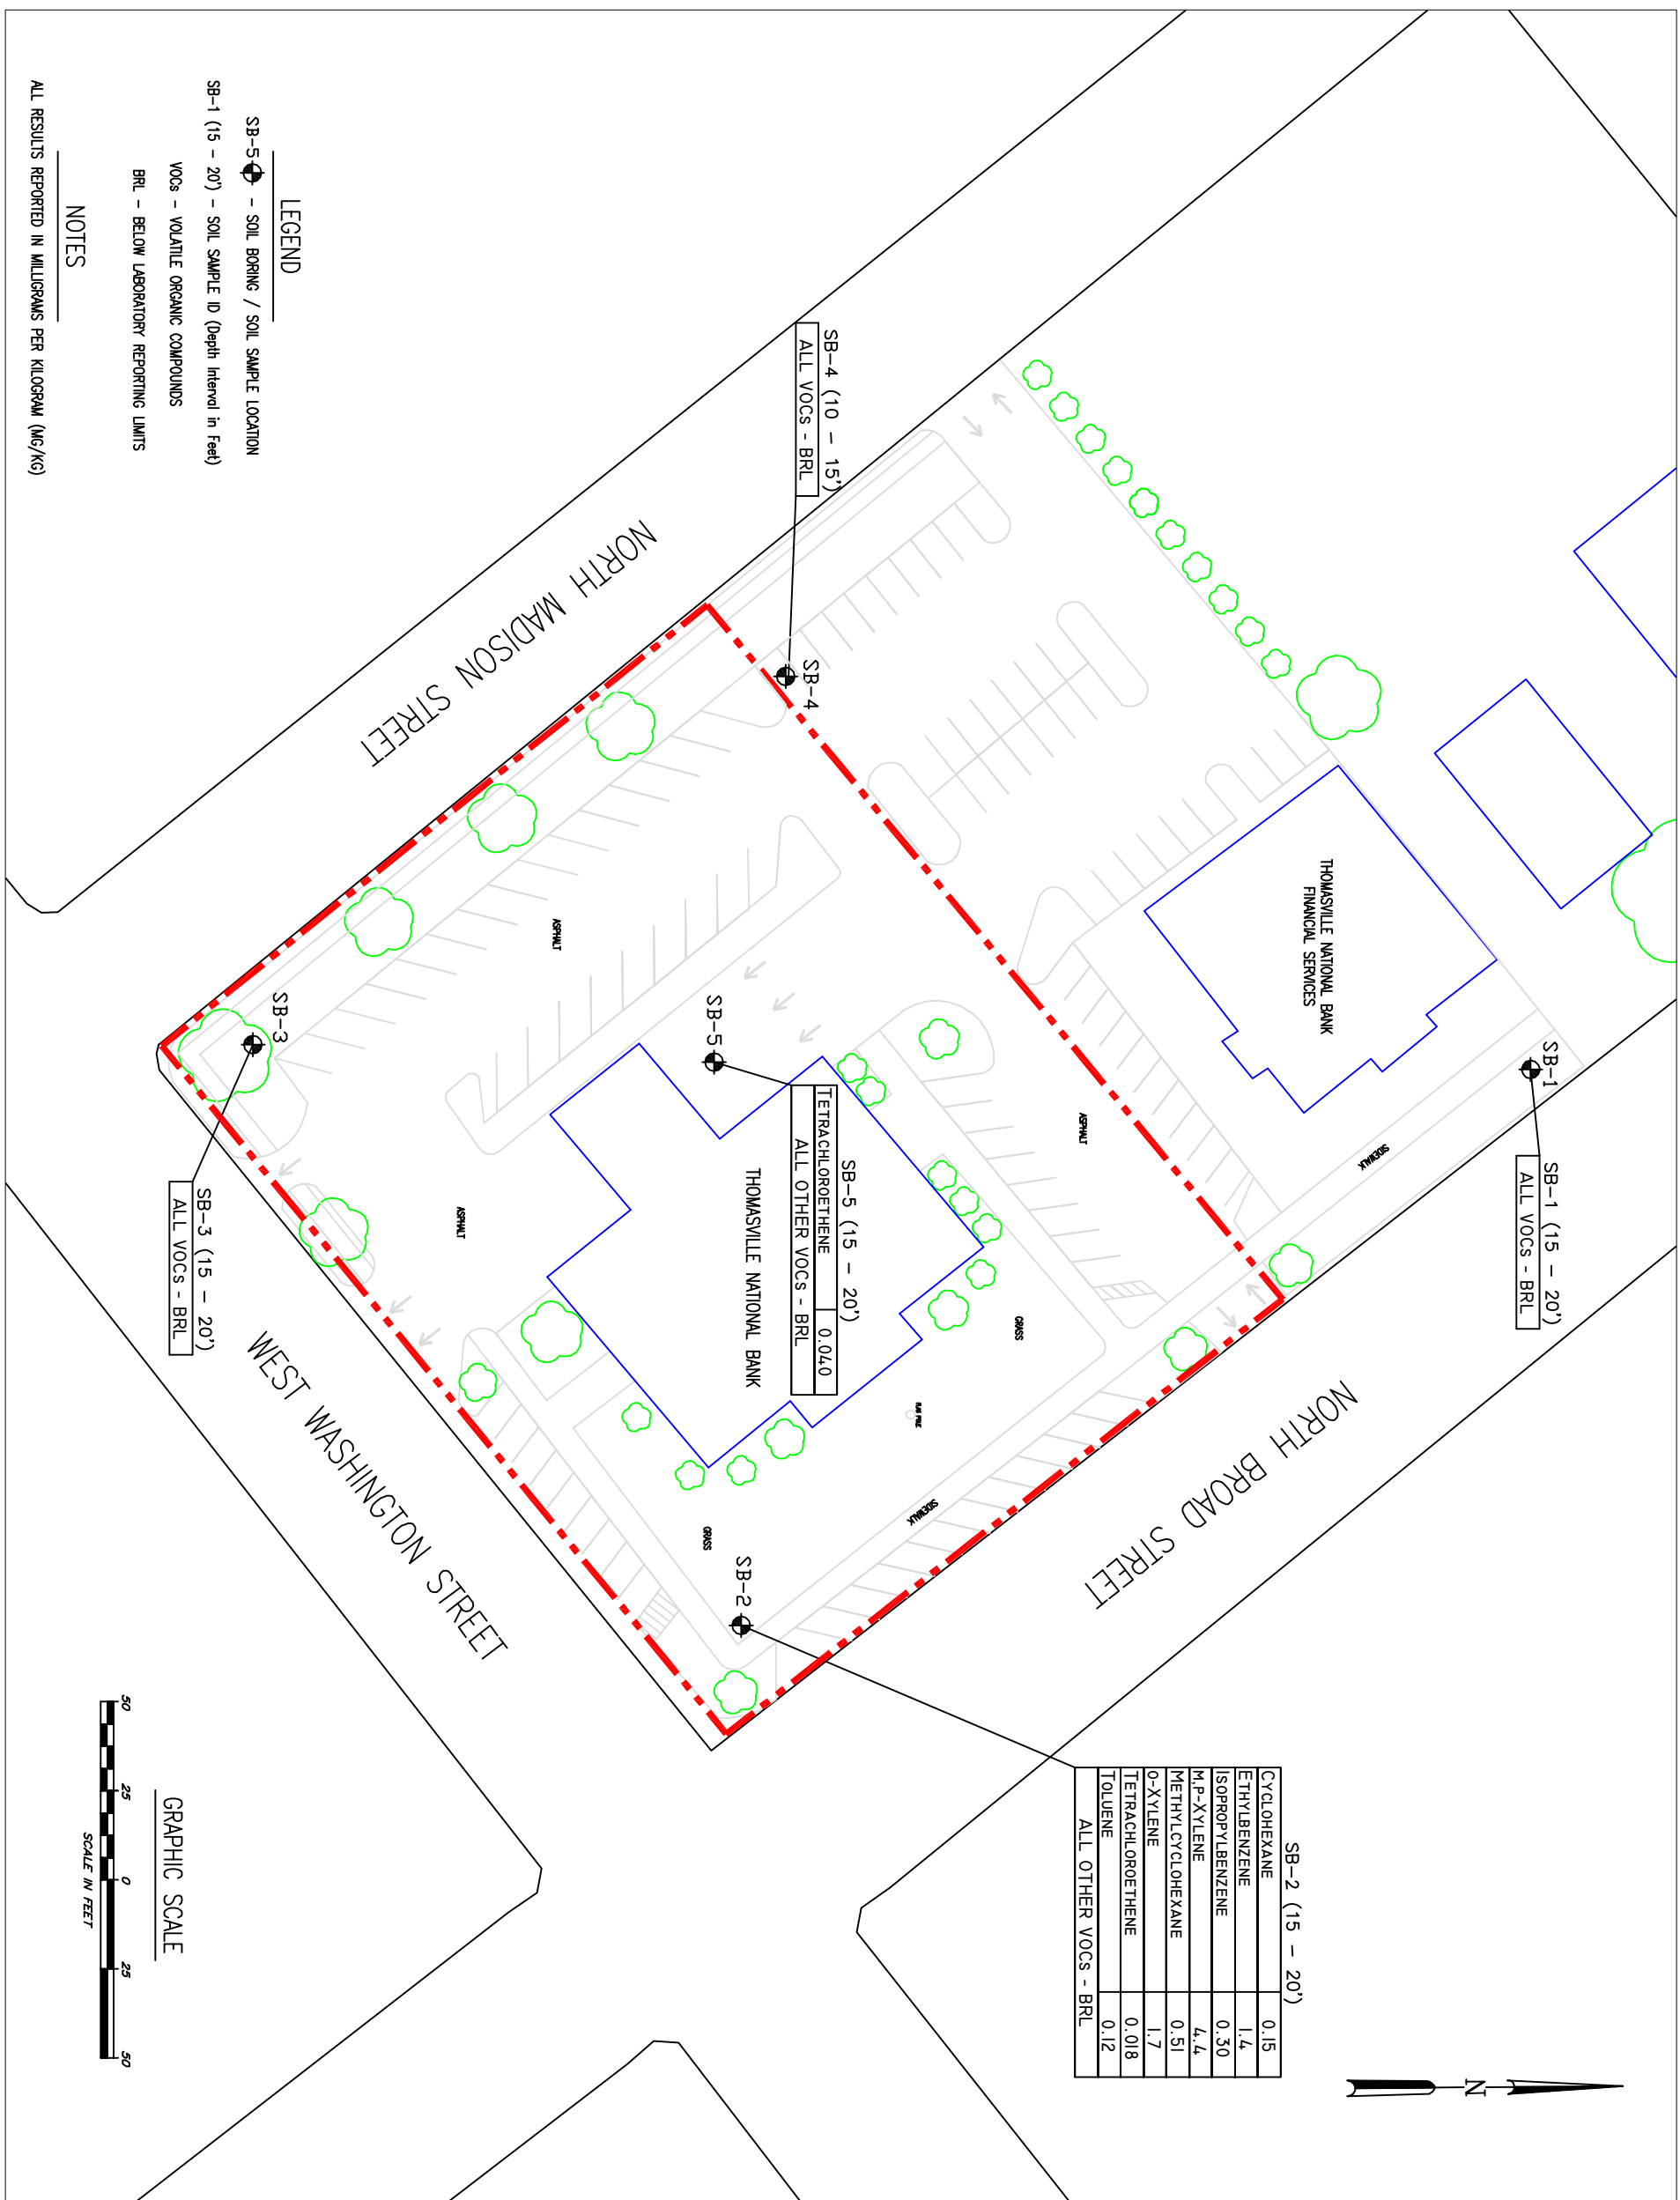 SB-1
SB-1 (15 - 20')
ALL VOCs - BRL
THOMASVILLE NATIONAL BANK
FINANCIAL SERVICES
SIDEWALK
NORTH BROAD STREET
SB-2 (15 - 20')
CYCLOHEXANE 0.15
ETHYLBENZENE 1.4
ISOPROPYLBENZENE 0.30
M,P-XYLENE 4.4
METHYLCYCLOHEXANE 0.51
O-XYLENE 1.7
TETRACHLOROETHENE 0.018
TOLUENE 0.12
ALL OTHER VOCs - BRL
N
ASPHALT
GRASS
FLAG POLE
SIDEWALK
SB-4 (10 - 15')
ALL VOCs - BRL
SB-4
SB-5
SB-5 (15 - 20')
TETRACHLOROETHENE 0.040
ALL OTHER VOCs - BRL
THOMASVILLE NATIONAL BANK
GRASS
SB-2
NORTH MADISON STREET
ASPHALT
ASPHALT
SB-3
SB-3 (15 - 20')
ALL VOCs - BRL
WEST WASHINGTON STREET
LEGEND
SB-5 - SOIL BORING / SOIL SAMPLE LOCATION
SB-1 (15 - 20') - SOIL SAMPLE ID (Depth Interval in Feet)
VOCs - VOLATILE ORGANIC COMPOUNDS
BRL - BELOW LABORATORY REPORTING LIMITS
NOTES
ALL RESULTS REPORTED IN MILLIGRAMS PER KILOGRAM (MG/KG)
GRAPHIC SCALE
50 25 0 25 50
SCALE IN FEET